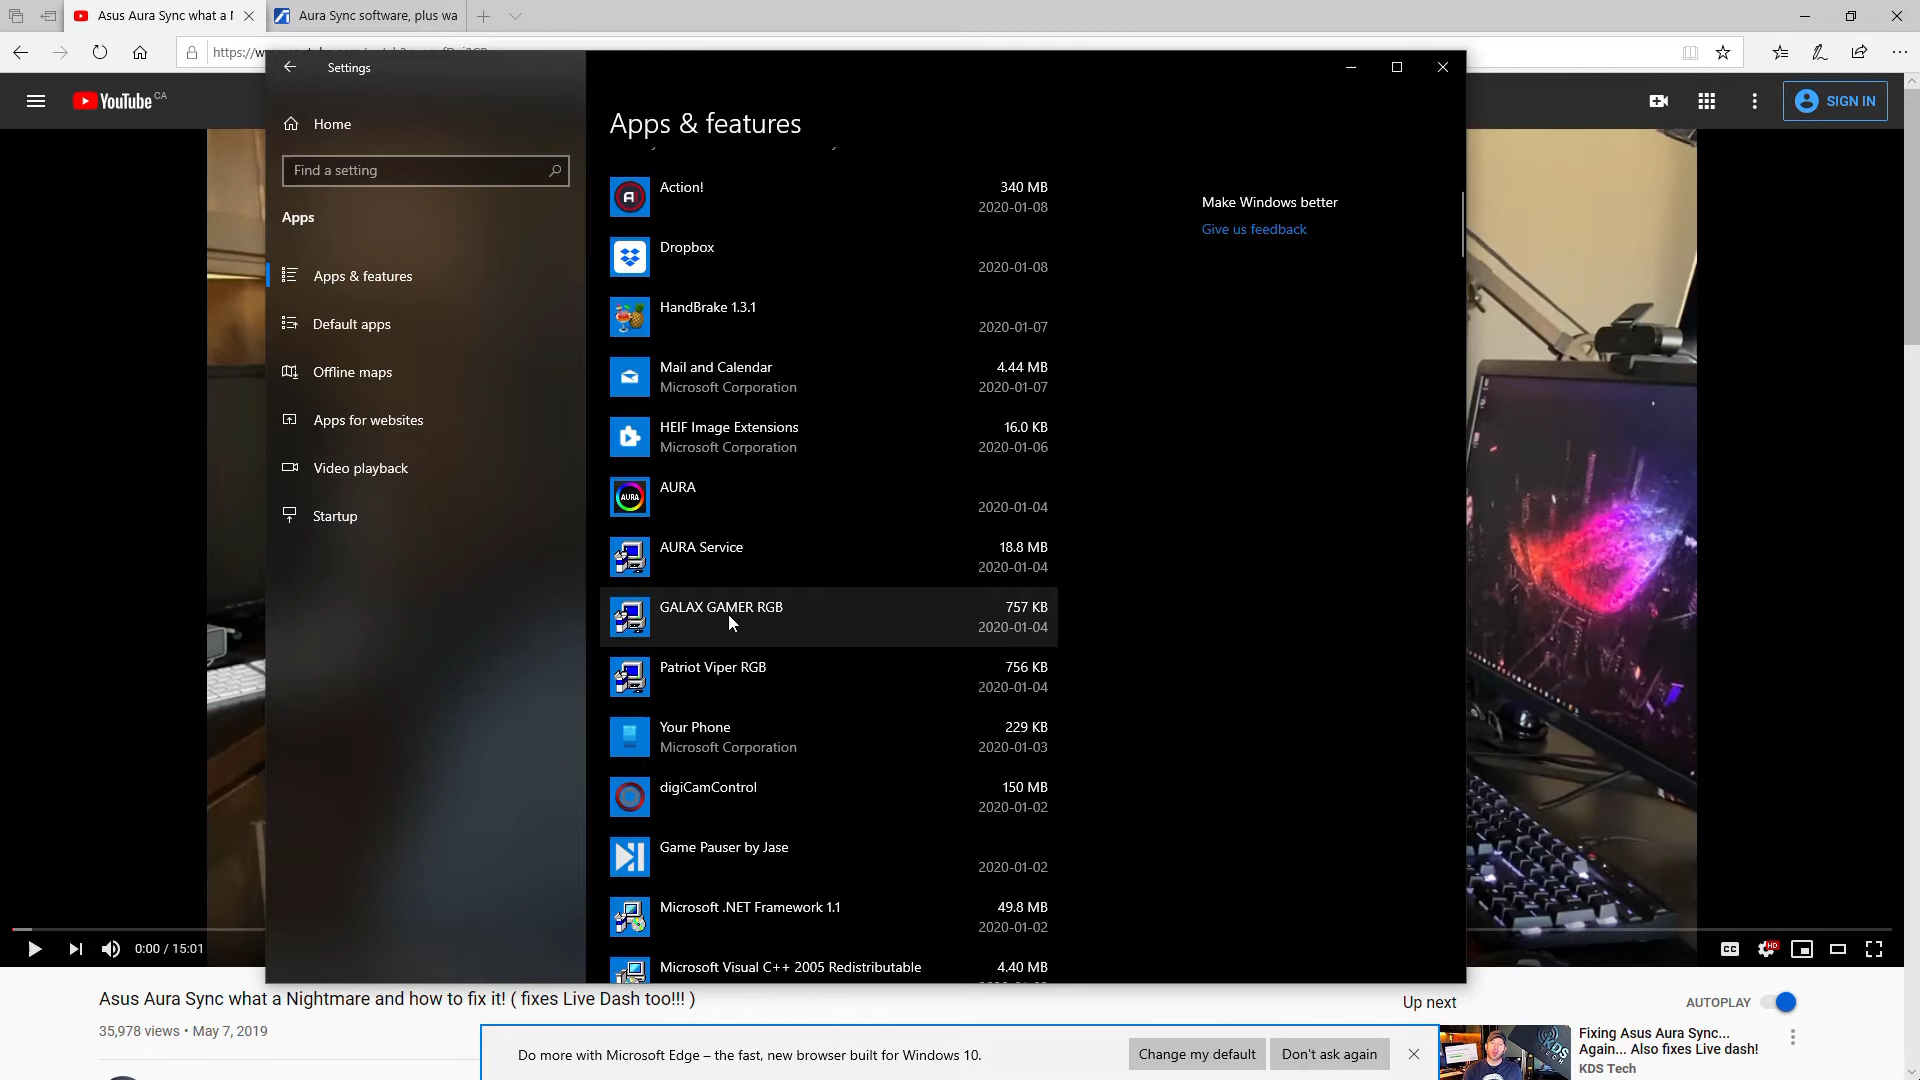 Asus Aura Sync what a N
Aura Sync software, plus wa
https://w
Settings
YouTube CA
SIGN IN
Home
Find a setting
Apps
Apps & features
Default apps
Offline maps
Apps for websites
Video playback
Startup
Apps & features
Action! 340 MB
2020-01-08
Dropbox
2020-01-08
HandBrake 1.3.1
2020-01-07
Mail and Calendar 4.44 MB
Microsoft Corporation 2020-01-07
HEIF Image Extensions 16.0 KB
Microsoft Corporation 2020-01-06
AURA
AURA
2020-01-04
AURA Service 18.8 MB
2020-01-04
GALAX GAMER RGB 757 KB
2020-01-04
Patriot Viper RGB 756 KB
2020-01-04
Your Phone 229 KB
Microsoft Corporation 2020-01-03
digiCamControl 150 MB
2020-01-02
Game Pauser by Jase
2020-01-02
Microsoft .NET Framework 1.1 49.8 MB
2020-01-02
Microsoft Visual C++ 2005 Redistributable 4.40 MB
Make Windows better
Give us feedback
0:00 / 15:01
CC
HD
Asus Aura Sync what a Nightmare and how to fix it! ( fixes Live Dash too!!! )
35,978 views • May 7, 2019
Up next
AUTOPLAY
Fixing Asus Aura Sync...
Again... Also fixes Live dash!
KDS Tech
Do more with Microsoft Edge – the fast, new browser built for Windows 10.
Change my default
Don't ask again